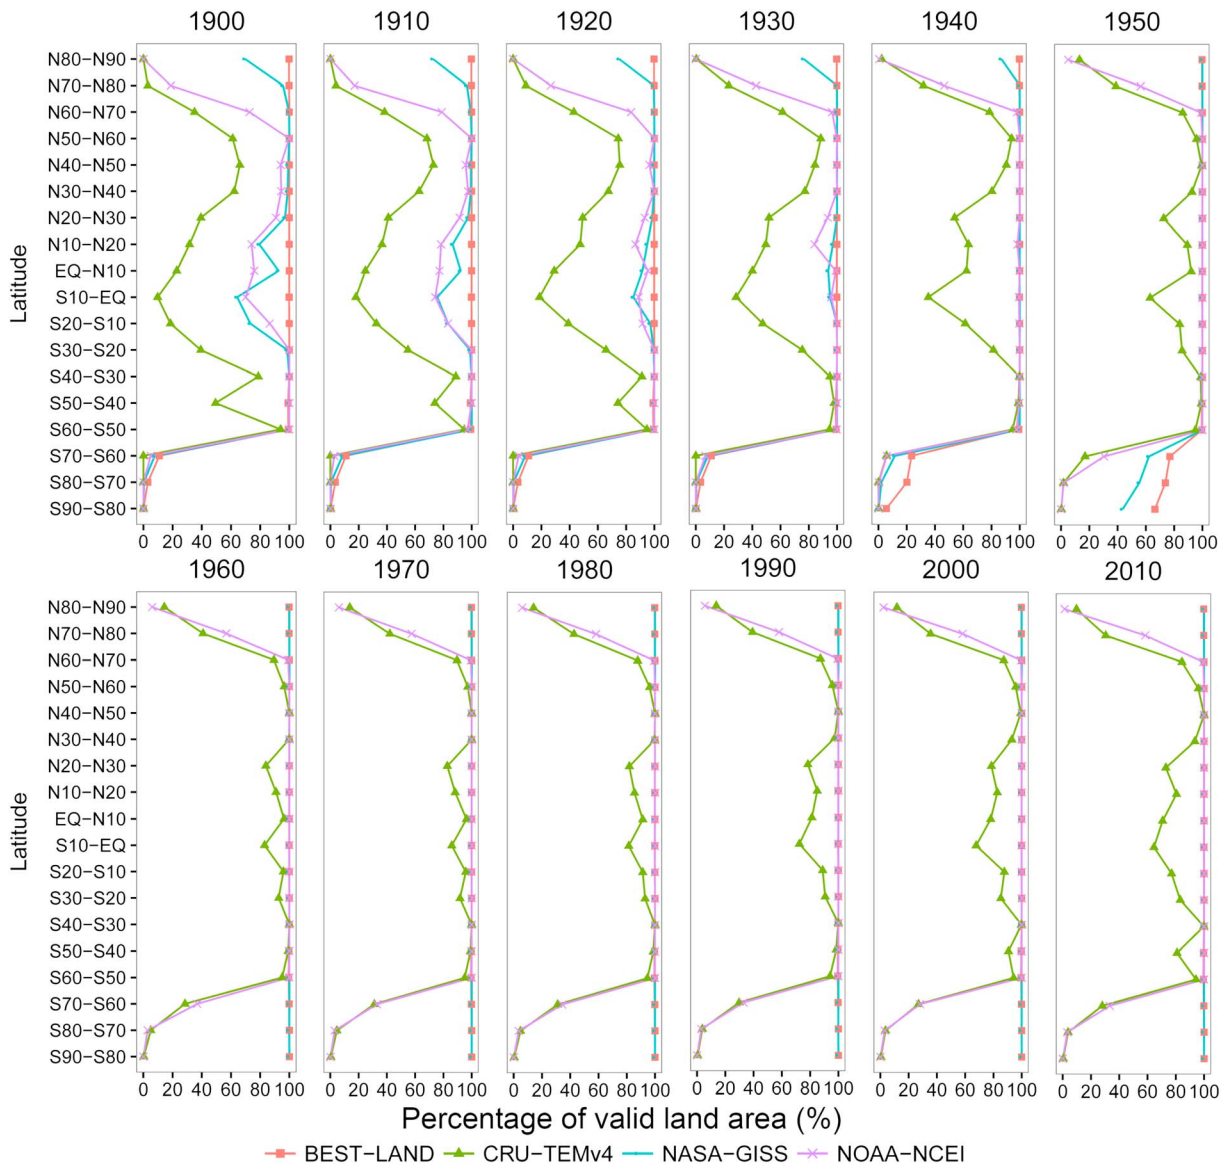 1900 1910 1920 1930 1940 1950
Latitude
N80−N90
N70−N80
N60−N70
N50−N60
N40−N50
N30−N40
N20−N30
N10−N20
EQ−N10
S10−EQ
S20−S10
S30−S20
S40−S30
S50−S40
S60−S50
S70−S60
S80−S70
S90−S80
0 20 40 60 80 100 0 20 40 60 80 100 0 20 40 60 80 100 0 20 40 60 80 100 0 20 40 60 80 100 0 20 40 60 80 100
1960 1970 1980 1990 2000 2010
Latitude
N80−N90
N70−N80
N60−N70
N50−N60
N40−N50
N30−N40
N20−N30
N10−N20
EQ−N10
S10−EQ
S20−S10
S30−S20
S40−S30
S50−S40
S60−S50
S70−S60
S80−S70
S90−S80
0 20 40 60 80 100 0 20 40 60 80 100 0 20 40 60 80 100 0 20 40 60 80 100 0 20 40 60 80 100 0 20 40 60 80 100
Percentage of valid land area (%)
BEST−LAND CRU−TEMv4 NASA−GISS NOAA−NCEI